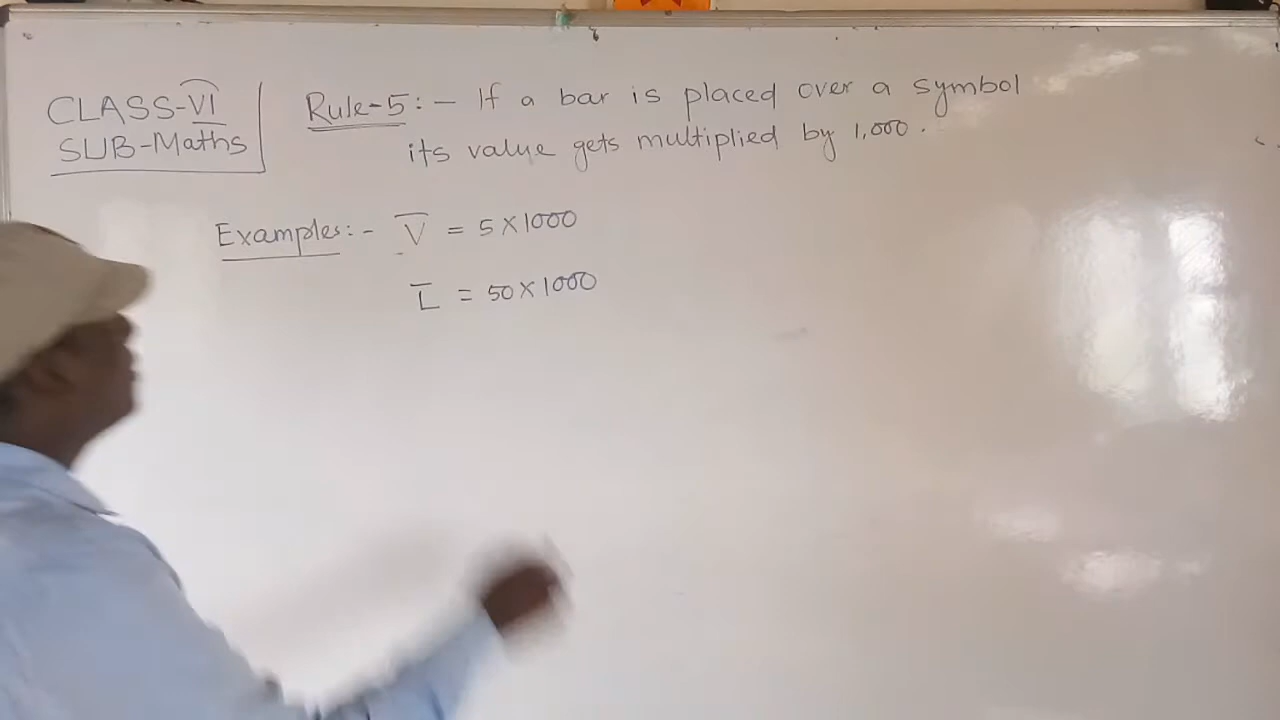 CLASS-VI
SUB-Maths
Rule-5:- If a bar is placed over a symbol
its value gets multiplied by 1,000.
Examples:- V̅ = 5×1000
L̅ = 50×1000